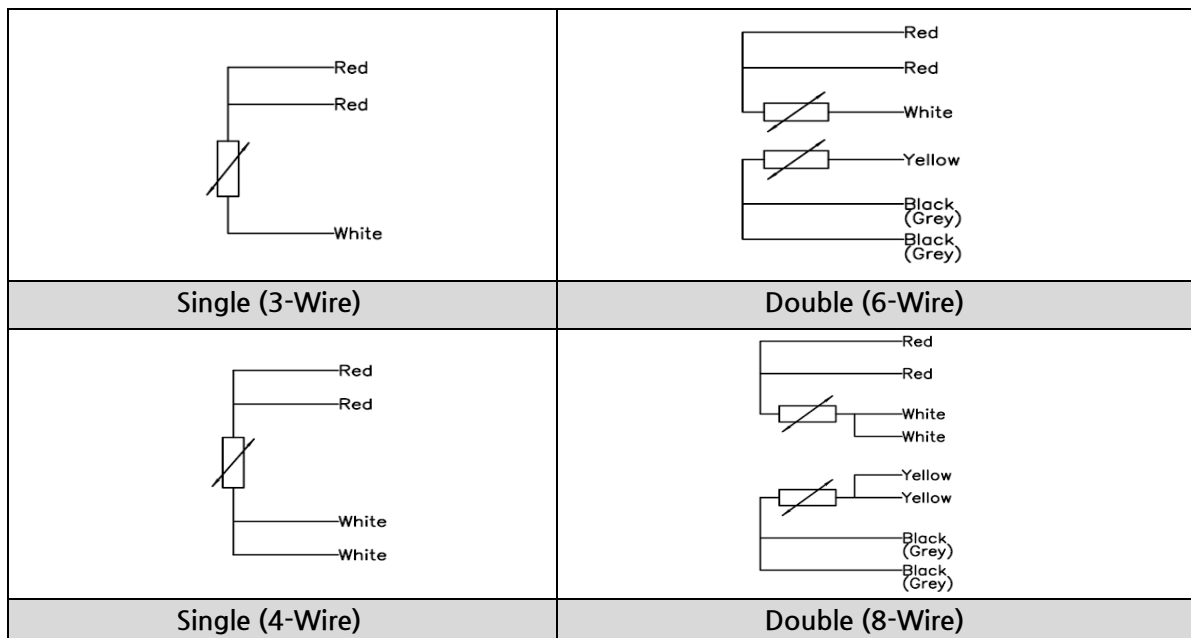 Red
Red
White
Single (3-Wire)
Red
Red
White
Yellow
Black
(Grey)
Black
(Grey)
Double (6-Wire)
Red
Red
White
White
Single (4-Wire)
Red
Red
White
White
Yellow
Yellow
Black
(Grey)
Black
(Grey)
Double (8-Wire)